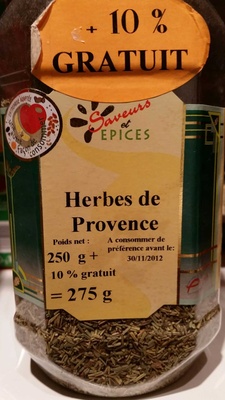 + 10 %
GRATUIT
Saveurs
et
EPICES
Herbes de
Provence
Poids net :
250 g +
10 % gratuit
= 275 g
A consommer de
préférence avant le:
30/11/2012